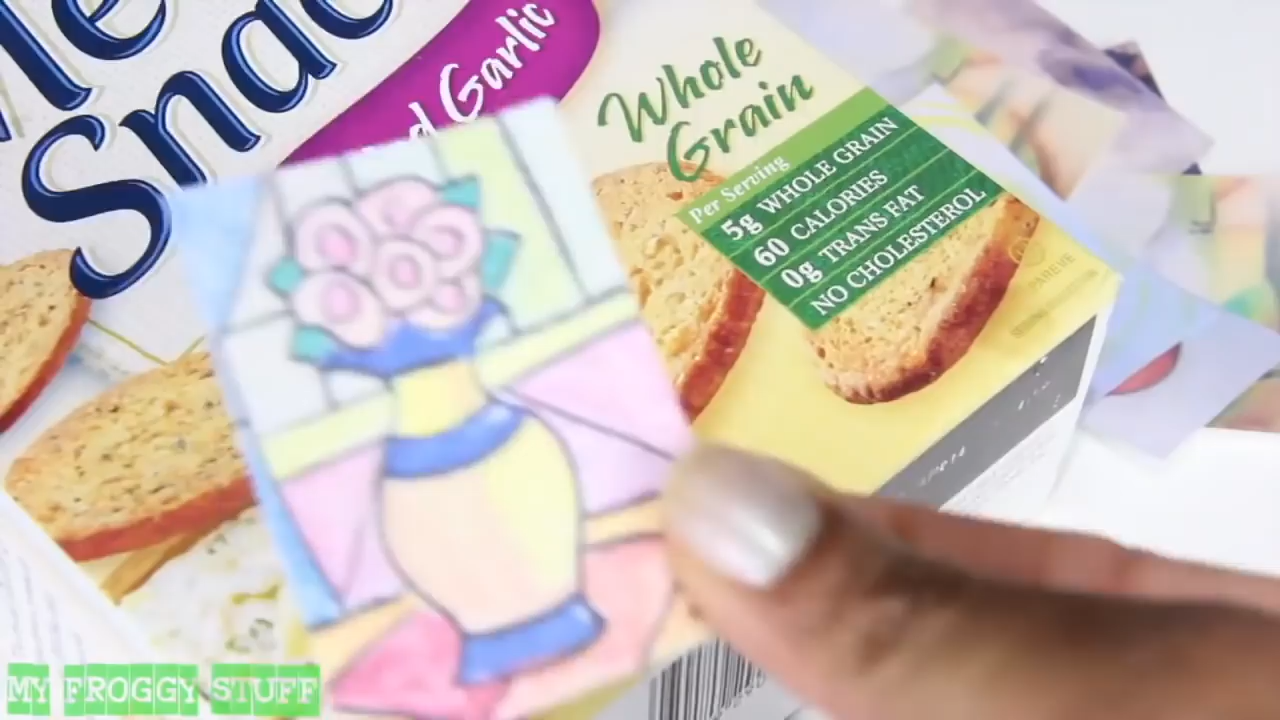 Snac
d Garlic
Whole
Grain
Per Serving
5g WHOLE GRAIN
60 CALORIES
0g TRANS FAT
NO CHOLESTEROL
PAREVE
MY FROGGY STUFF